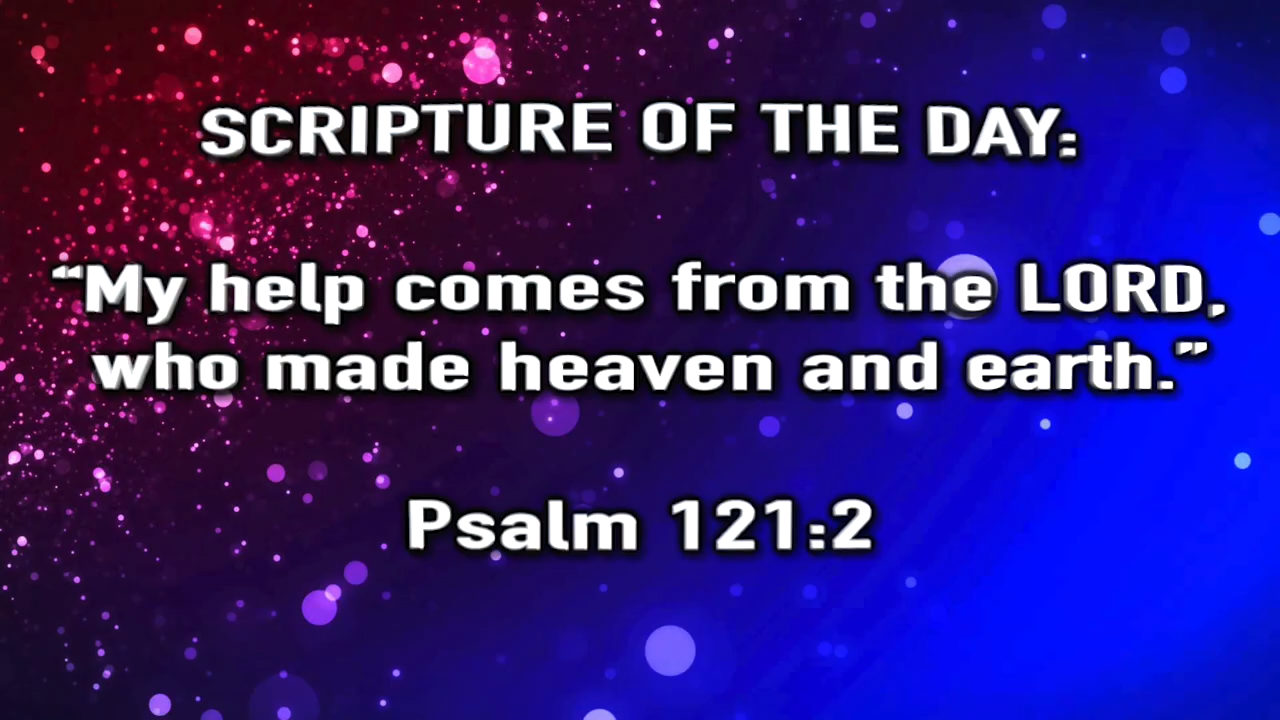 SCRIPTURE OF THE DAY:
“My help comes from the LORD,
who made heaven and earth.”
Psalm 121:2